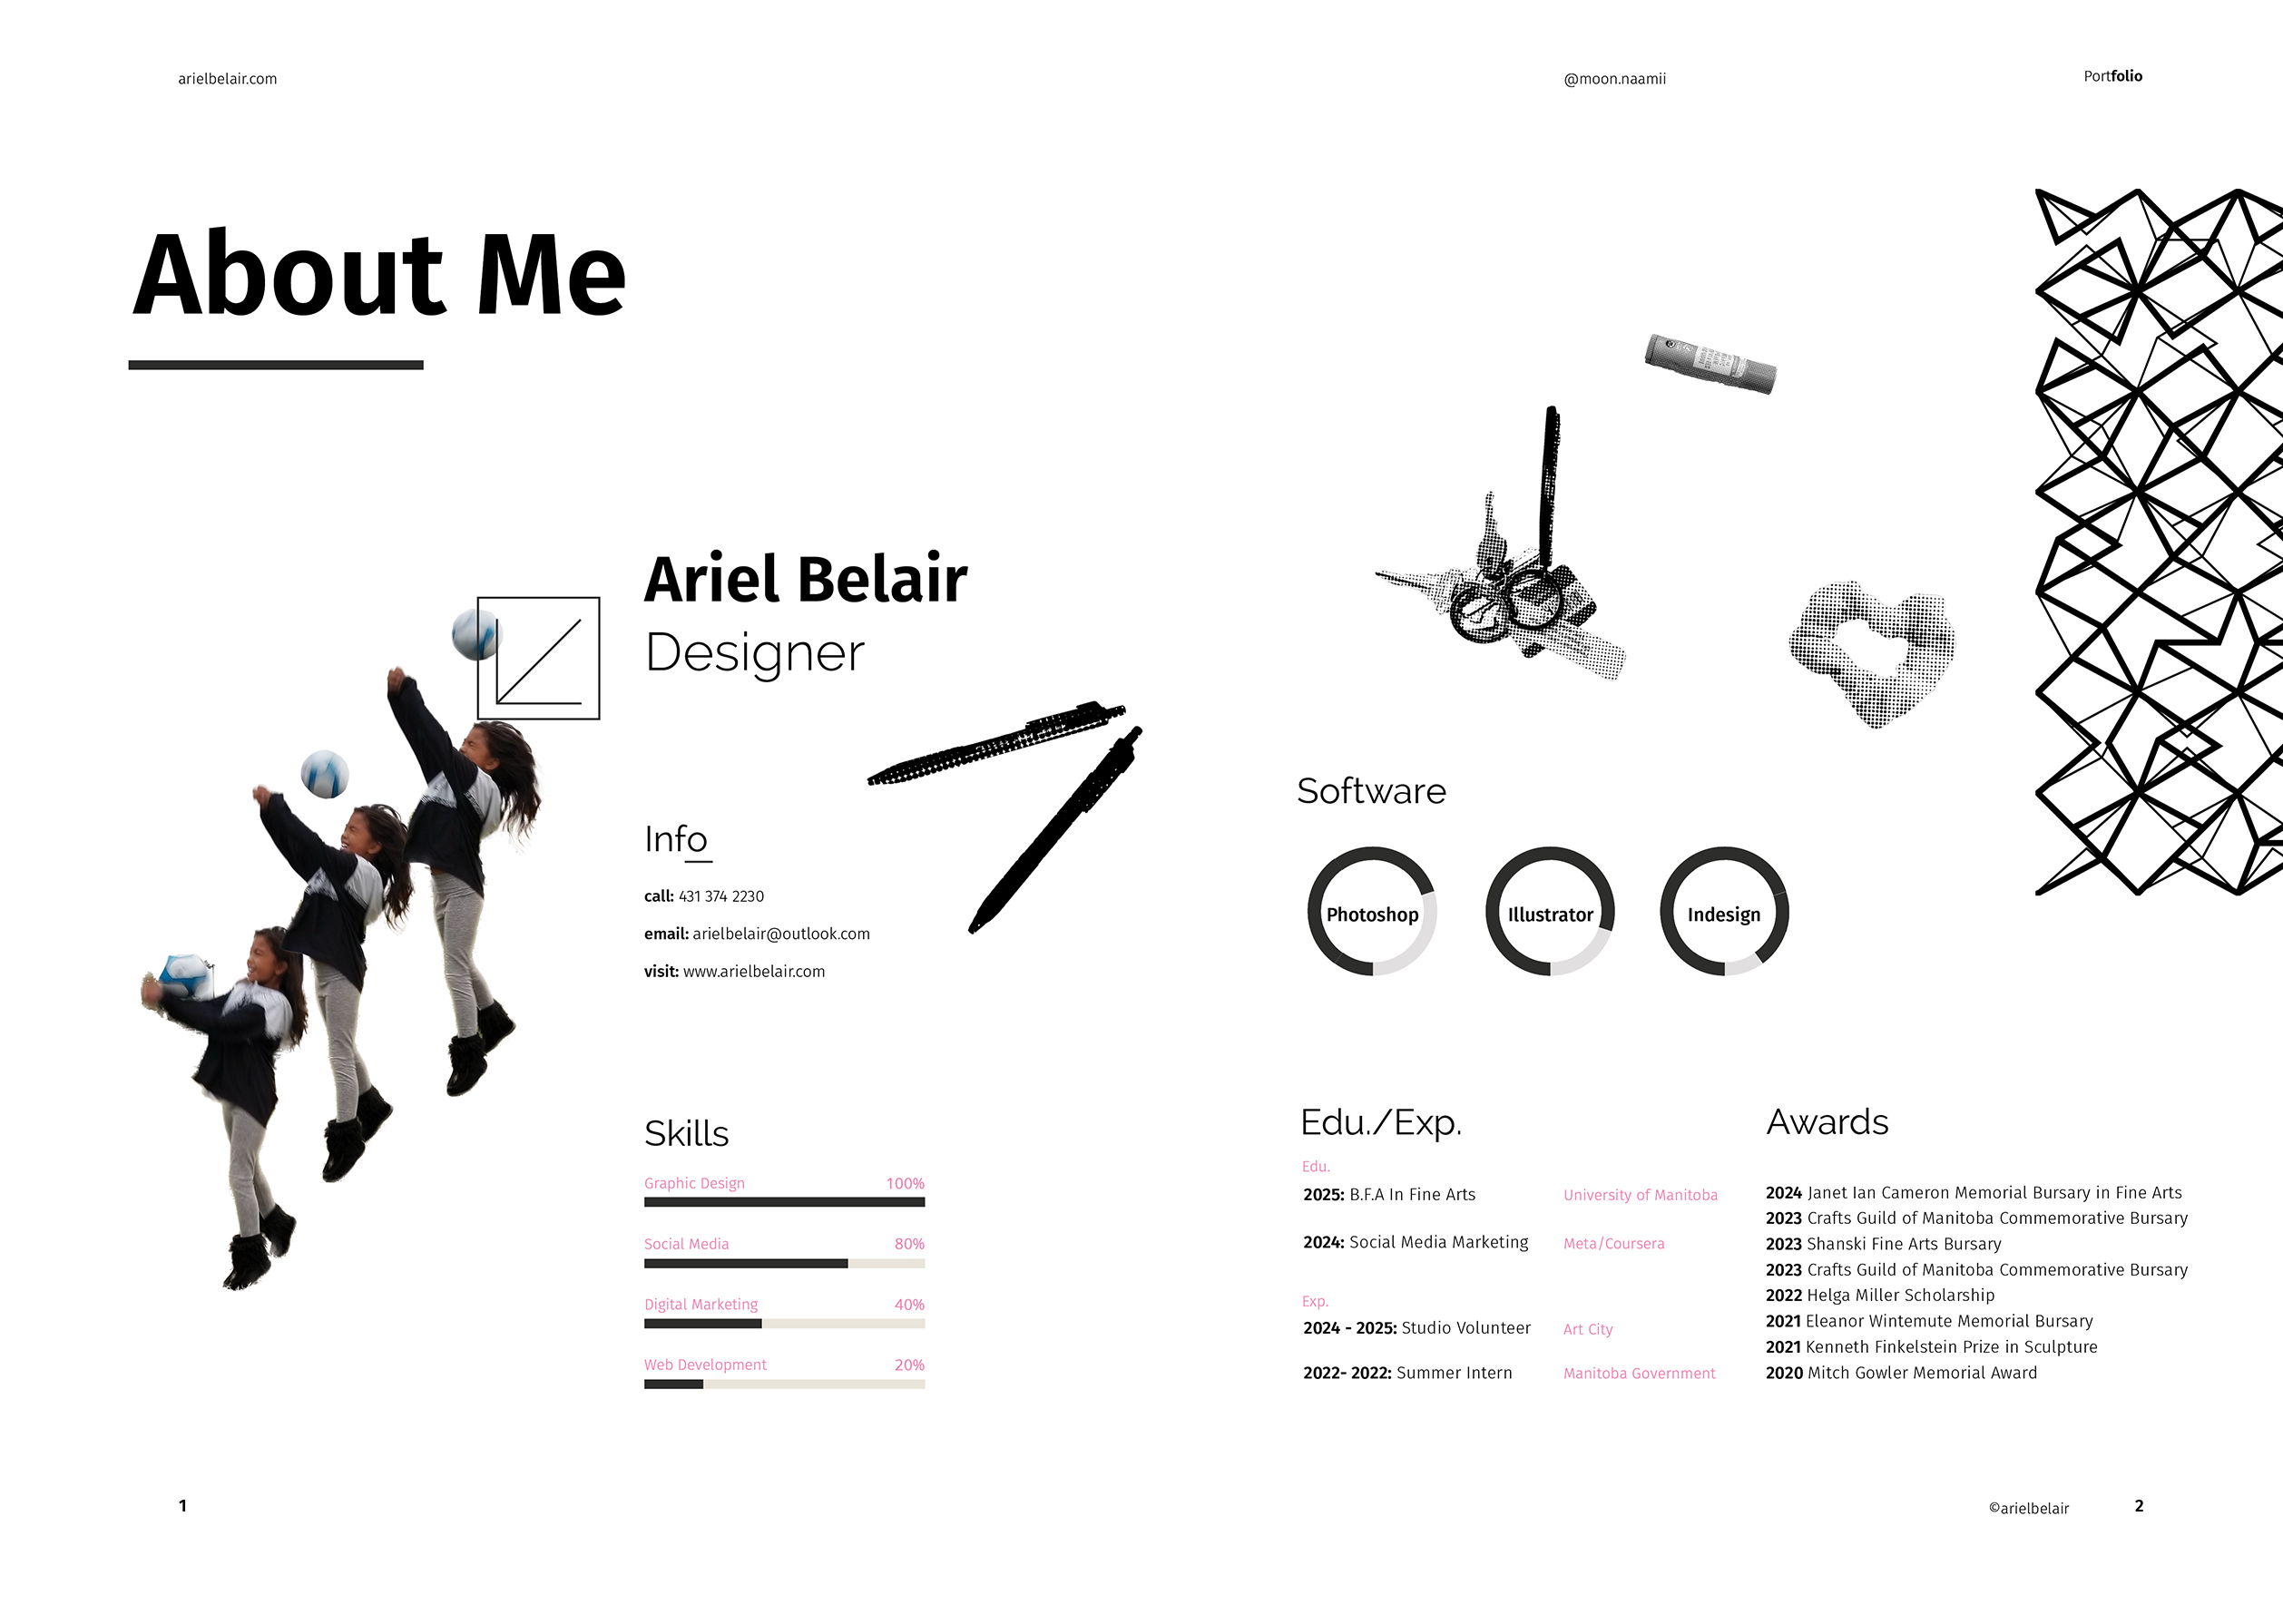 arielbelair.com
@moon.naamii
Portfolio
About Me
Ariel Belair
Designer
Info
call: 431 374 2230
email: arielbelair@outlook.com
visit: www.arielbelair.com
Skills
Graphic Design 100%
Social Media 80%
Digital Marketing 40%
Web Development 20%
Software
Photoshop
Illustrator
Indesign
Edu./Exp.
Edu.
2025: B.F.A In Fine Arts University of Manitoba
2024: Social Media Marketing Meta/Coursera
Exp.
2024 - 2025: Studio Volunteer Art City
2022- 2022: Summer Intern Manitoba Government
Awards
2024 Janet Ian Cameron Memorial Bursary in Fine Arts
2023 Crafts Guild of Manitoba Commemorative Bursary
2023 Shanski Fine Arts Bursary
2023 Crafts Guild of Manitoba Commemorative Bursary
2022 Helga Miller Scholarship
2021 Eleanor Wintemute Memorial Bursary
2021 Kenneth Finkelstein Prize in Sculpture
2020 Mitch Gowler Memorial Award
1
©arielbelair
2